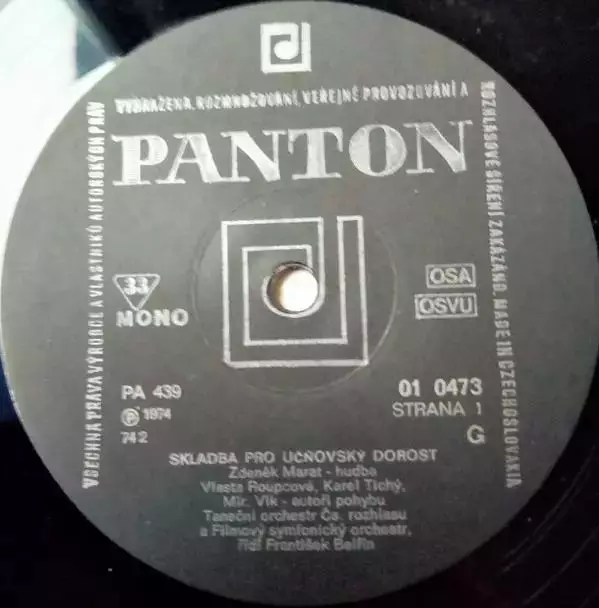 VŠECHNA PRÁVA VÝROBCE A VLASTNÍKŮ AUTORSKÝCH PRÁV
VYHRAZENA. ROZMNOŽOVÁNÍ, VEŘEJNÉ PROVOZOVÁNÍ A
ROZHLASOVÉ ŠÍŘENÍ ZAKÁZÁNO. MADE IN CZECHOSLOVAKIA
PANTON
33
MONO
OSA
OSVU
PA 439
01 0473
Ⓟ 1974
STRANA 1
74 2
G
SKLADBA PRO UČŇOVSKÝ DOROST
Zdeněk Marat - hudba
Vlasta Roupcová, Karel Tichý,
Mir. Vlk - autoři pohybu
Taneční orchestr Čs. rozhlasu
a Filmový symfonický orchestr,
řídí František Belfín